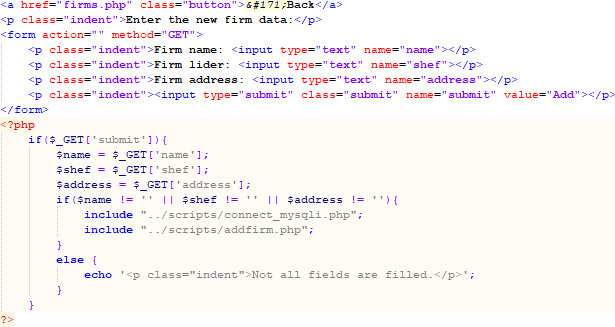 <a href="firms.php" class="button">&#171;Back</a>
<p class="indent">Enter the new firm data:</p>
<form action="" method="GET">
    <p class="indent">Firm name: <input type="text" name="name"></p>
    <p class="indent">Firm lider: <input type="text" name="shef"></p>
    <p class="indent">Firm address: <input type="text" name="address"></p>
    <p class="indent"><input type="submit" class="submit" name="submit" value="Add"></p>
</form>
<?php
    if($_GET['submit']){
        $name = $_GET['name'];
        $shef = $_GET['shef'];
        $address = $_GET['address'];
        if($name != '' || $shef != '' || $address != ''){
            include "../scripts/connect_mysqli.php";
            include "../scripts/addfirm.php";
        }
        else {
            echo '<p class="indent">Not all fields are filled.</p>';
        }
    }
?>